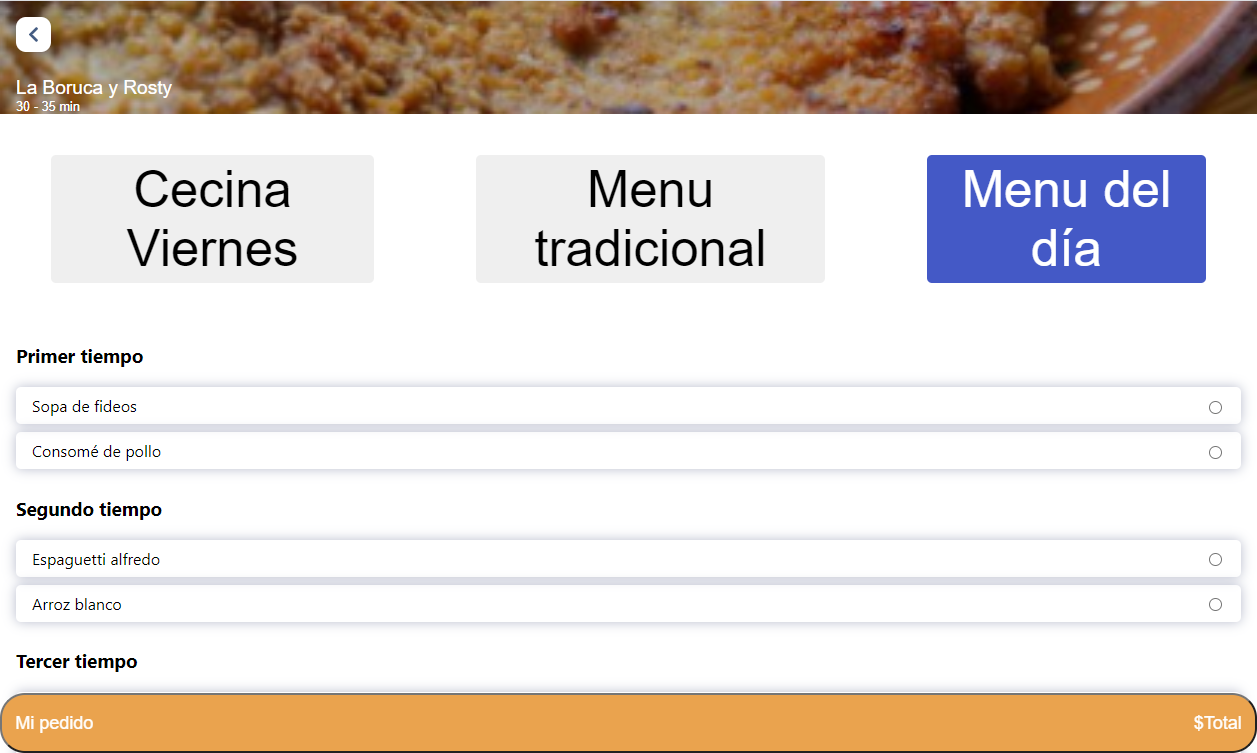 La Boruca y Rosty
30 - 35 min
Cecina
Viernes
Menu
tradicional
Menu del
día
Primer tiempo
Sopa de fideos
Consomé de pollo
Segundo tiempo
Espaguetti alfredo
Arroz blanco
Tercer tiempo
Mi pedido
$Total